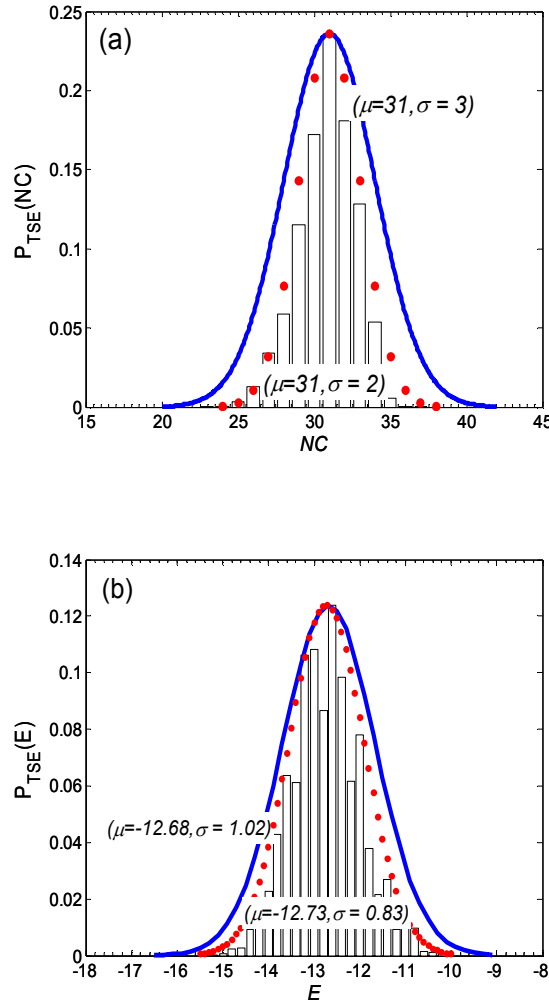 (a)
0.25
0.2
0.15
0.1
0.05
0
P_TSE(NC)
(μ=31,σ = 3)
(μ=31,σ = 2)
15 20 25 30 35 40 45
NC
(b)
0.14
0.12
0.1
0.08
0.06
0.04
0.02
0
P_TSE(E)
(μ=-12.68,σ = 1.02)
(μ=-12.73,σ = 0.83)
-18 -17 -16 -15 -14 -13 -12 -11 -10 -9 -8
E